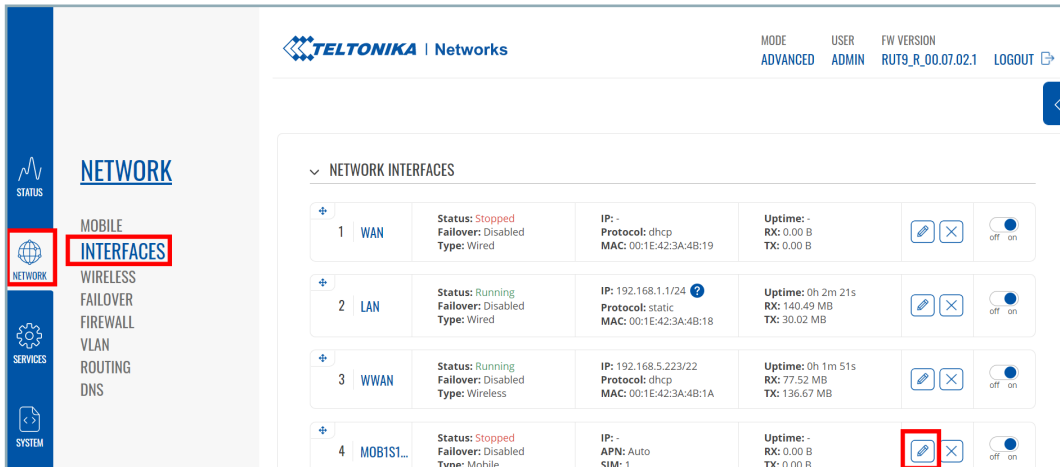 TELTONIKA | Networks
MODE
ADVANCED
USER
ADMIN
FW VERSION
RUT9_R_00.07.02.1
LOGOUT
STATUS
NETWORK
SERVICES
SYSTEM
NETWORK
MOBILE
INTERFACES
WIRELESS
FAILOVER
FIREWALL
VLAN
ROUTING
DNS
NETWORK INTERFACES
1 WAN
Status: Stopped
Failover: Disabled
Type: Wired
IP: -
Protocol: dhcp
MAC: 00:1E:42:3A:4B:19
Uptime: -
RX: 0.00 B
TX: 0.00 B
off on
2 LAN
Status: Running
Failover: Disabled
Type: Wired
IP: 192.168.1.1/24 ?
Protocol: static
MAC: 00:1E:42:3A:4B:18
Uptime: 0h 2m 21s
RX: 140.49 MB
TX: 30.02 MB
off on
3 WWAN
Status: Running
Failover: Disabled
Type: Wireless
IP: 192.168.5.223/22
Protocol: dhcp
MAC: 00:1E:42:3A:4B:1A
Uptime: 0h 1m 51s
RX: 77.52 MB
TX: 136.67 MB
off on
4 MOB1S1...
Status: Stopped
Failover: Disabled
Type: Mobile
IP: -
APN: Auto
SIM: 1
Uptime: -
RX: 0.00 B
TX: 0.00 B
off on